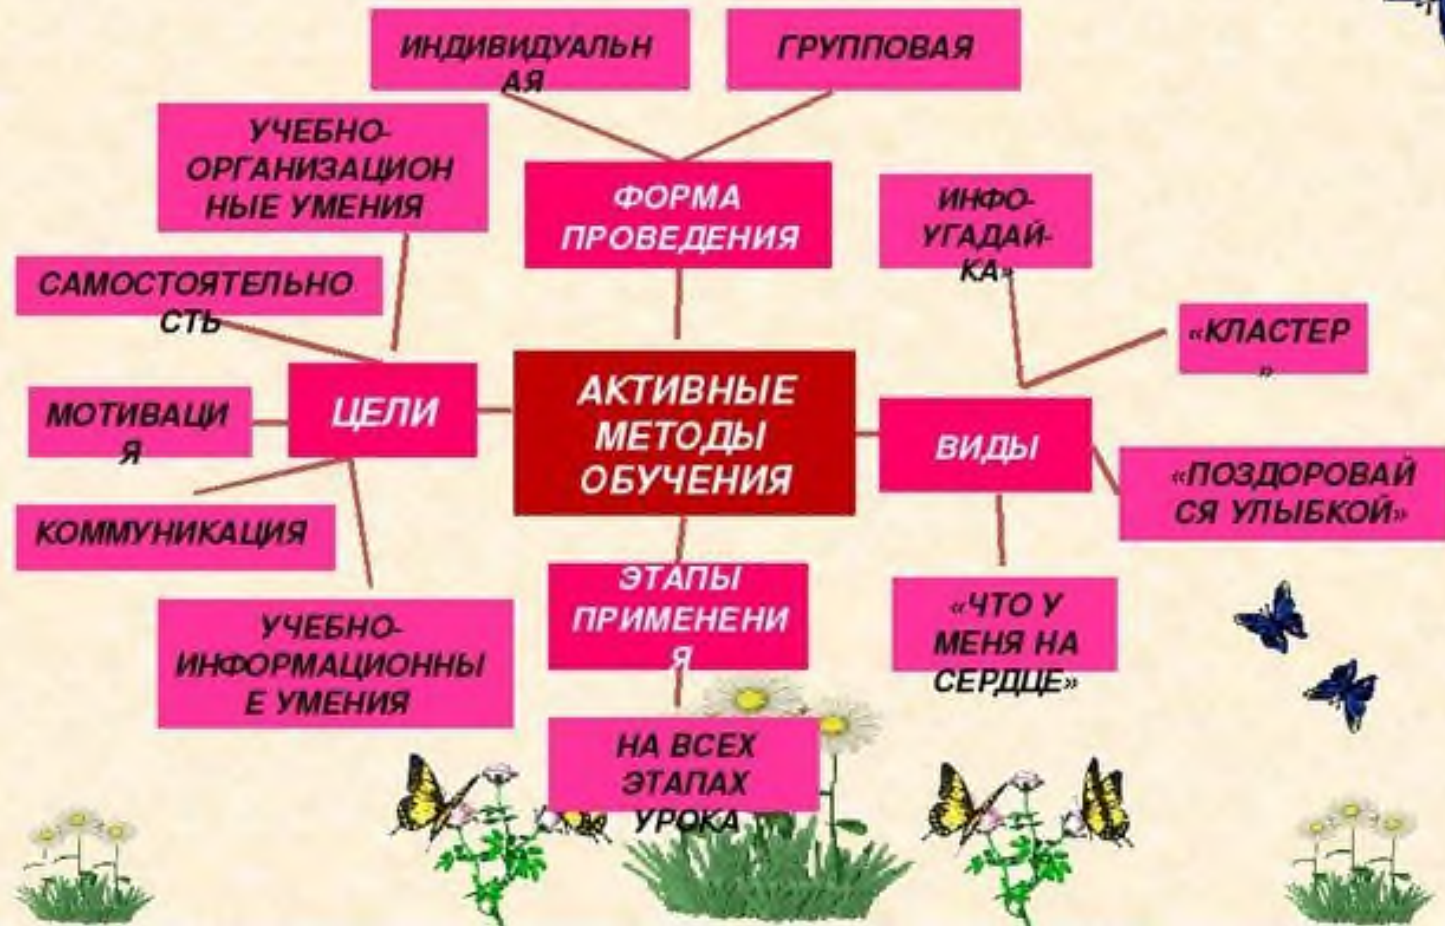 ИНДИВИДУАЛЬН
АЯ
ГРУППОВАЯ
УЧЕБНО-
ОРГАНИЗАЦИОН
НЫЕ УМЕНИЯ
ФОРМА
ПРОВЕДЕНИЯ
ИНФО-
УГАДАЙ-
КА»
САМОСТОЯТЕЛЬНО
СТЬ
«КЛАСТЕР
»
МОТИВАЦИ
Я
ЦЕЛИ
АКТИВНЫЕ
МЕТОДЫ
ОБУЧЕНИЯ
ВИДЫ
«ПОЗДОРОВАЙ
СЯ УЛЫБКОЙ»
КОММУНИКАЦИЯ
ЭТАПЫ
ПРИМЕНЕНИ
Я
«ЧТО У
МЕНЯ НА
СЕРДЦЕ»
УЧЕБНО-
ИНФОРМАЦИОННЫ
Е УМЕНИЯ
НА ВСЕХ
ЭТАПАХ
УРОКА